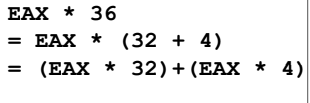 EAX * 36
= EAX * (32 + 4)
= (EAX * 32)+(EAX * 4)